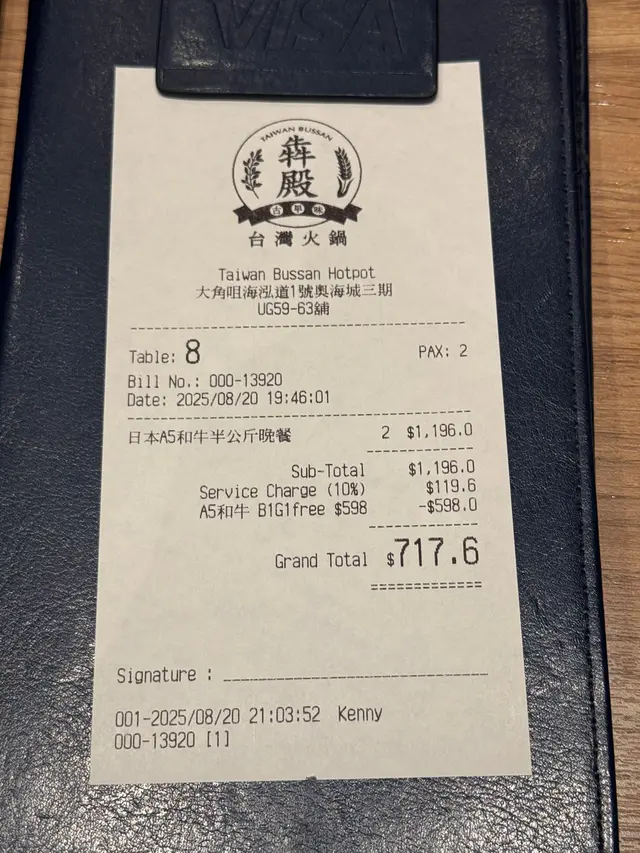 VISA
TAIWAN BUSSAN
犇殿
古早味
台灣火鍋
Taiwan Bussan Hotpot
大角咀海泓道1號奧海城三期
UG59-63舖
Table: 8 PAX: 2
Bill No.: 000-13920
Date: 2025/08/20 19:46:01
日本A5和牛半公斤晚餐 2 $1,196.0
Sub-Total $1,196.0
Service Charge (10%) $119.6
A5和牛 B1G1free $598 -$598.0
Grand Total $717.6
Signature :
001-2025/08/20 21:03:52 Kenny
000-13920 [1]